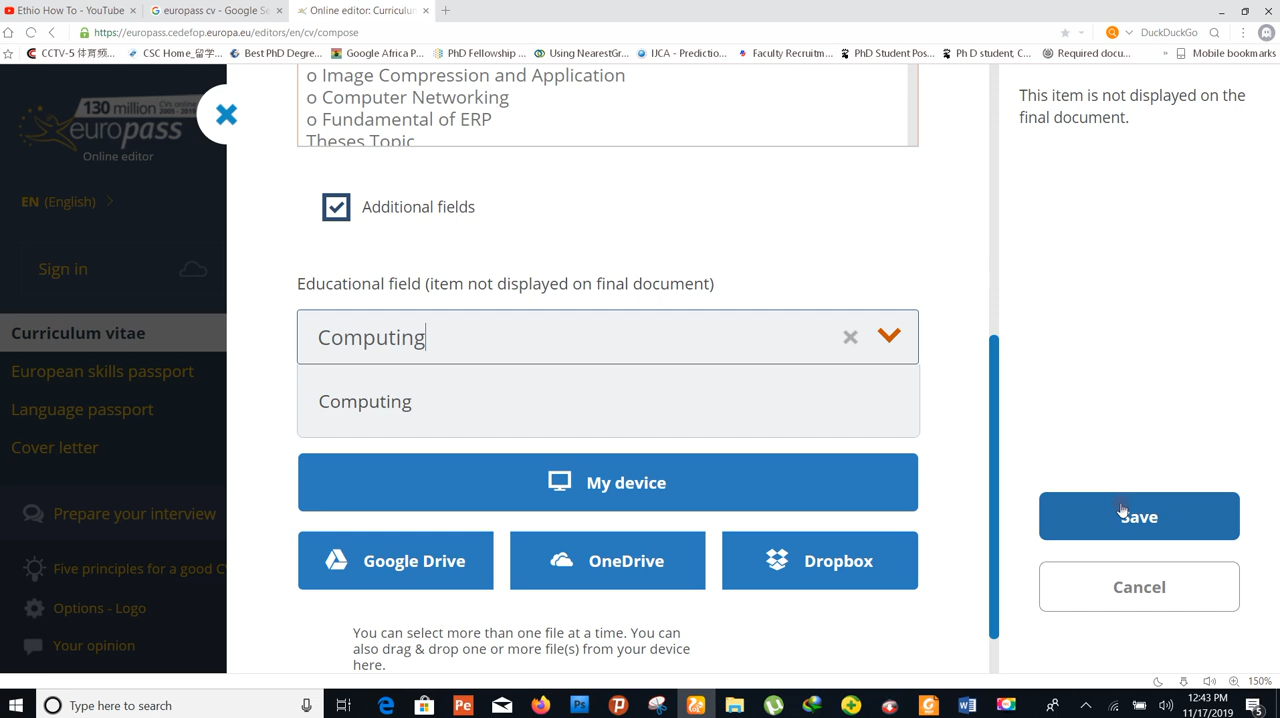 Ethio How To - YouTube
europass cv - Google Se
Online editor: Curriculum
https://europass.cedefop.europa.eu/editors/en/cv/compose
DuckDuckGo
CCTV-5 体育频...
CSC Home_留学...
Best PhD Degre...
Google Africa P...
PhD Fellowship ...
Using NearestGr...
IJCA - Predictio...
Faculty Recruitm...
PhD Student Pos...
Ph D student, C...
Required docu...
»
Mobile bookmarks
130 million CVs online 2005 - 2019
europass
Online editor
EN (English)
Sign in
Curriculum vitae
European skills passport
Language passport
Cover letter
Prepare your interview
Five principles for a good C
Options - Logo
Your opinion
o Image Compression and Application
o Computer Networking
o Fundamental of ERP
Theses Topic
Additional fields
Educational field (item not displayed on final document)
Computing
Computing
My device
Google Drive
OneDrive
Dropbox
You can select more than one file at a time. You can
also drag & drop one or more file(s) from your device
here.
This item is not displayed on the
final document.
Save
Cancel
150%
Type here to search
12:43 PM
11/17/2019
5